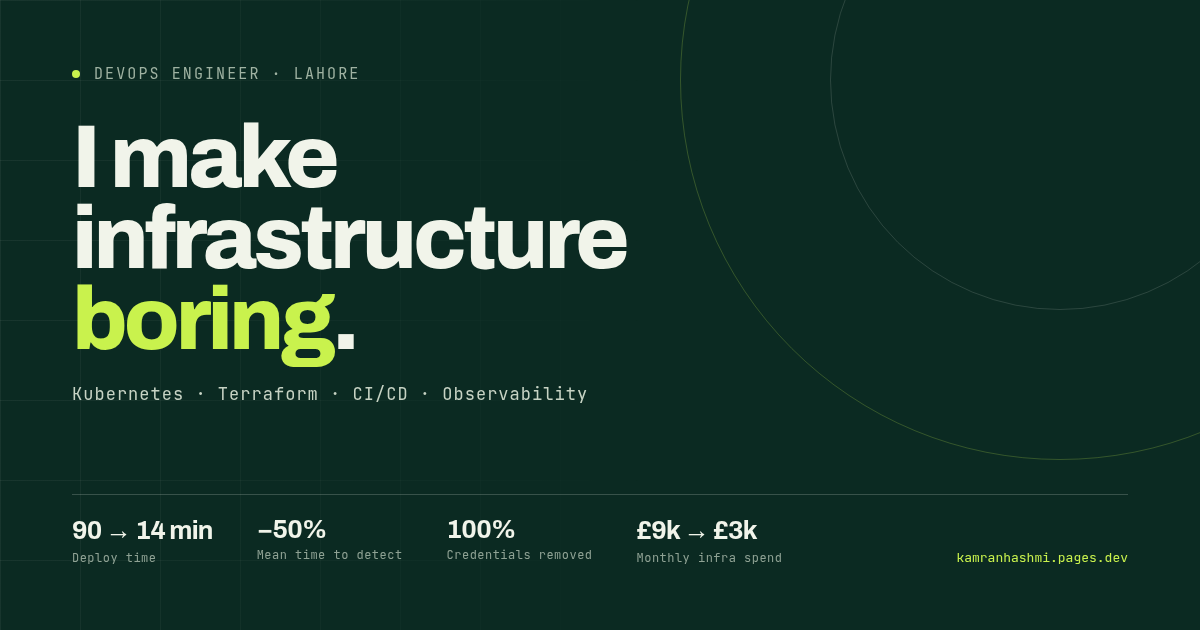 DEVOPS ENGINEER · LAHORE
I make
infrastructure
boring.
Kubernetes · Terraform · CI/CD · Observability
90 → 14 min
Deploy time
–50%
Mean time to detect
100%
Credentials removed
£9k → £3k
Monthly infra spend
kamranhashmi.pages.dev